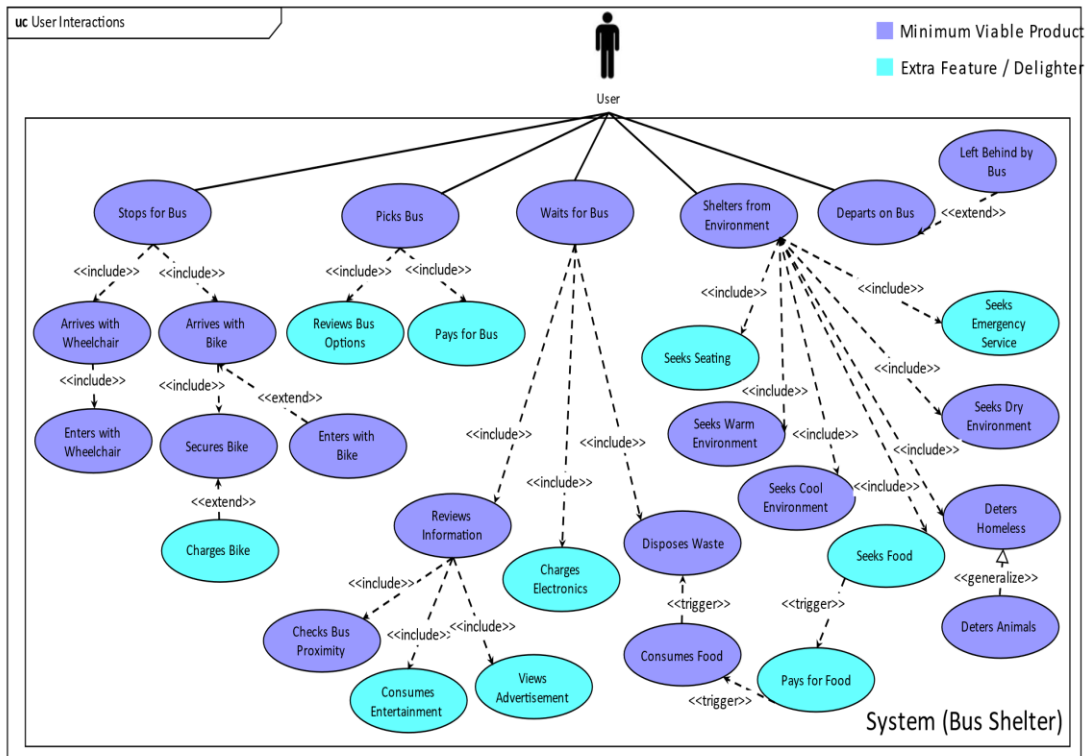 uc User Interactions
Minimum Viable Product
Extra Feature / Delighter
User
Left Behind by
Bus
Stops for Bus
Picks Bus
Waits for Bus
Shelters from
Environment
Departs on Bus
<<extend>>
<<include>>
<<include>>
<<include>>
<<include>>
<<include>>
<<include>>
Arrives with
Wheelchair
Arrives with
Bike
Reviews Bus
Options
Pays for Bus
Seeks Seating
Seeks
Emergency
Service
<<include>>
<<include>>
<<extend>>
<<include>>
Enters with
Wheelchair
Secures Bike
Enters with
Bike
Seeks Warm
Environment
<<include>>
Seeks Dry
Environment
<<include>>
<<include>>
<<include>>
<<include>>
<<include>>
<<extend>>
Seeks Cool
Environment
<<include>>
Reviews
Information
Deters
Homeless
Charges Bike
Charges
Electronics
Disposes Waste
Seeks Food
<<include>>
<<generalize>>
<<trigger>>
<<trigger>>
Checks Bus
Proximity
<<include>>
<<include>>
Deters Animals
Consumes Food
Consumes
Entertainment
Views
Advertisement
Pays for Food
<<trigger>>
System (Bus Shelter)